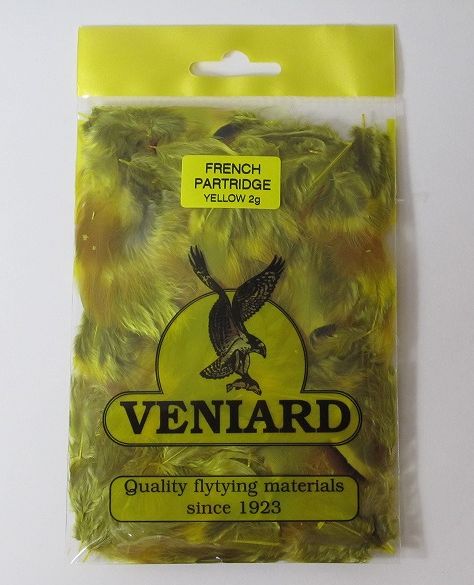 FRENCH
PARTRIDGE
YELLOW 2g
VENIARD
Quality flytying materials
since 1923